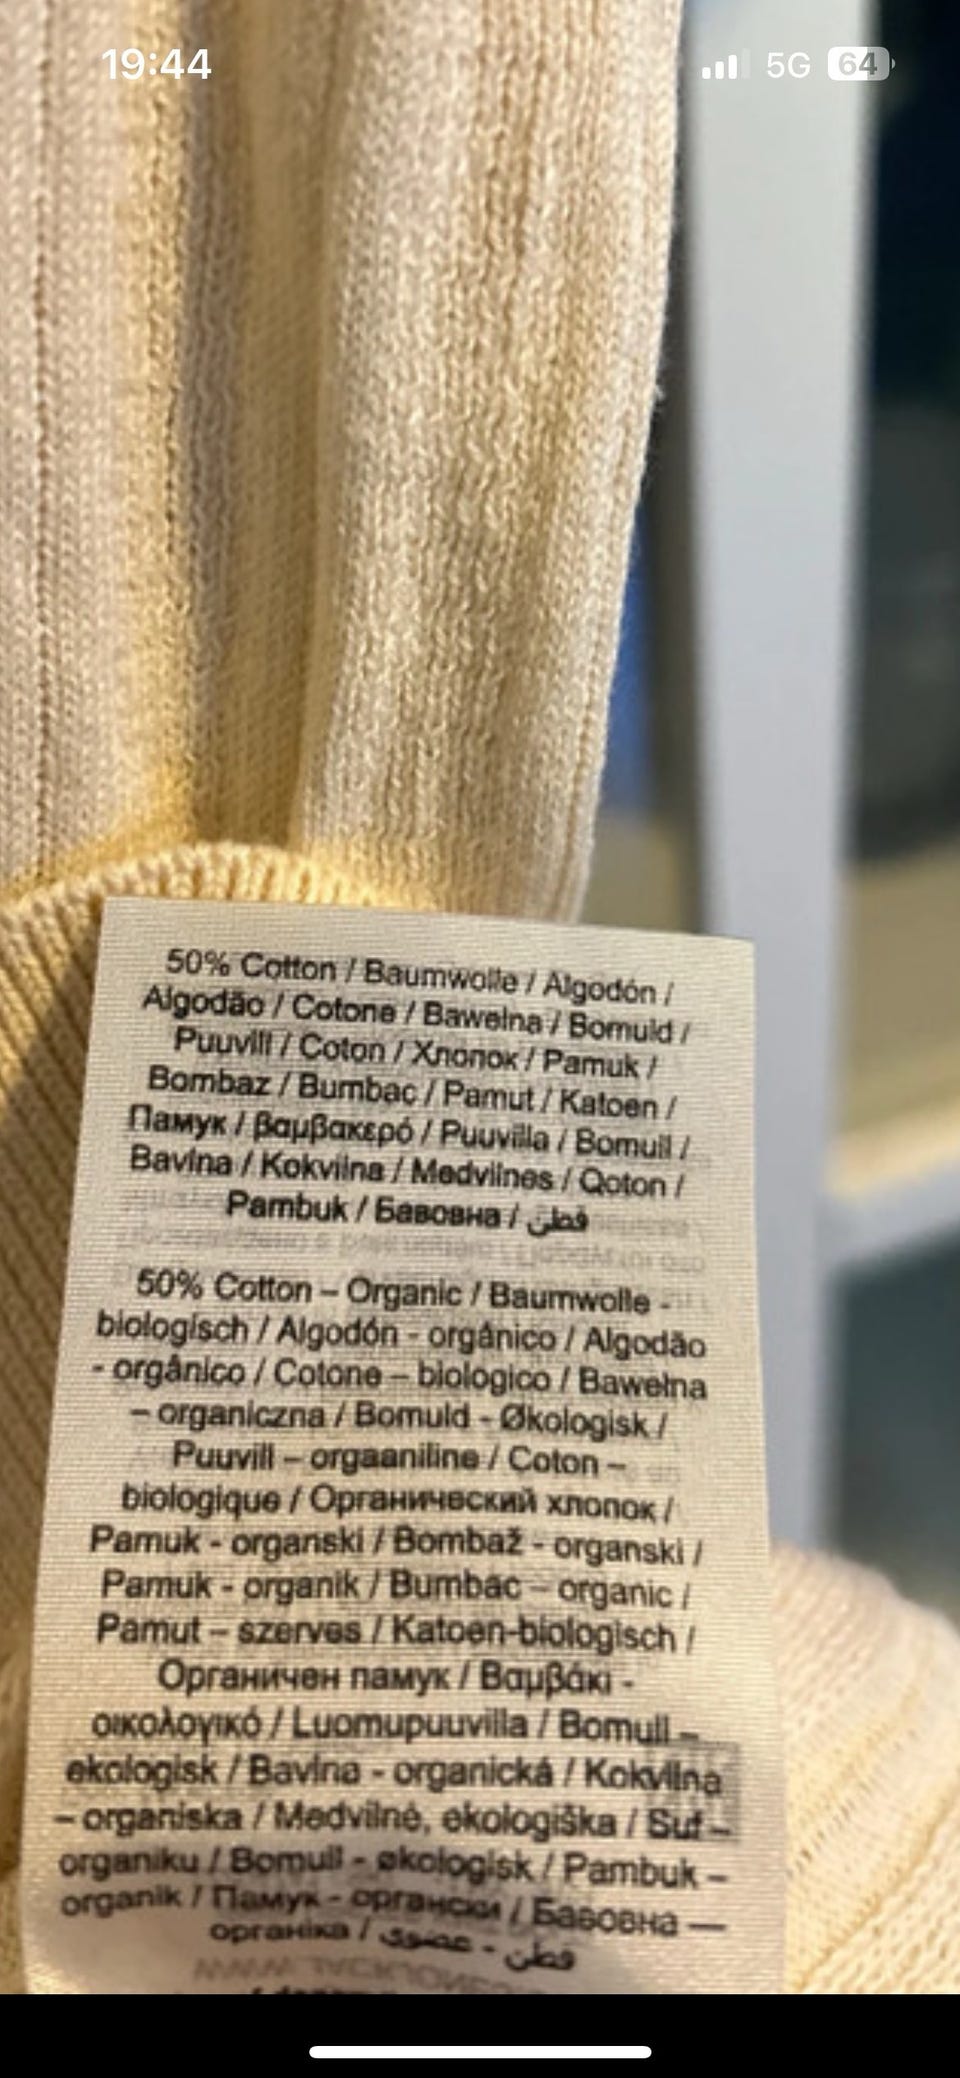 19:44 5G 64
50% Cotton / Baumwolle / Algodón /
Algodão / Cotone / Bawełna / Bomuld /
Puuvill / Coton / Хлопок / Pamuk /
Bombaz / Bumbac / Pamut / Katoen /
Памук / βαμβακερό / Puuvilla / Bomull /
Bavlna / Kokvilna / Medvilnes / Qoton /
Pambuk / Бавовна / قطن
50% Cotton – Organic / Baumwolle -
biologisch / Algodón - orgânico / Algodão
- orgânico / Cotone – biologico / Bawełna
– organiczna / Bomuld - Økologisk /
Puuvill – orgaaniline / Coton –
biologique / Органический хлопок /
Pamuk - organski / Bombaž - organski /
Pamuk - organik / Bumbac – organic /
Pamut – szerves / Katoen-biologisch /
Органичен памук / Βαμβάκι -
οικολογικό / Luomupuuvilla / Bomull –
ekologisk / Bavlna - organická / Kokvilna
– organiska / Medvilnė, ekologiška / Suf –
organiku / Bomull - økologisk / Pambuk –
organik / Памук - органски / Бавовна —
органіка / قطن - عضوي